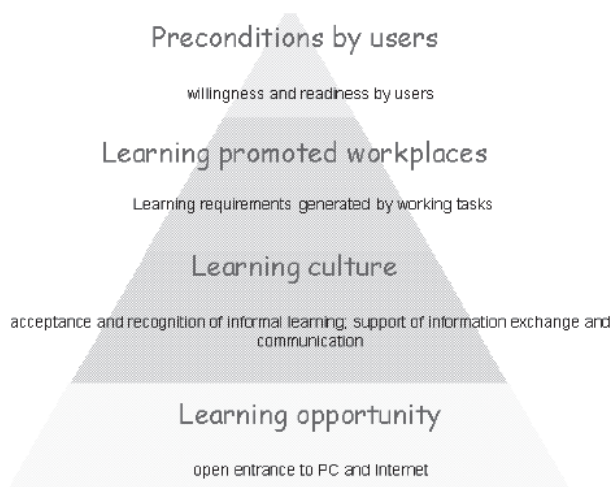 Preconditions by users
willingness and readiness by users
Learning promoted workplaces
Learning requirements generated by working tasks
Learning culture
acceptance and recognition of informal learning; support of information exchange and
communication
Learning opportunity
open entrance to PC and Internet